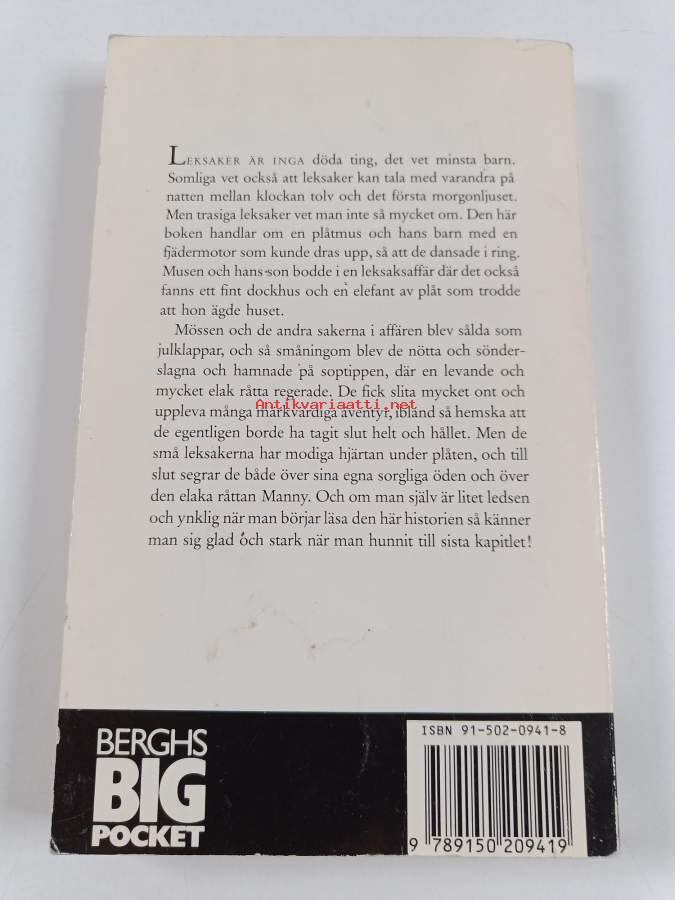 LEKSAKER ÄR INGA döda ting, det vet minsta barn.
Somliga vet också att leksaker kan tala med varandra på
natten mellan klockan tolv och det första morgonljuset.
Men trasiga leksaker vet man inte så mycket om. Den här
boken handlar om en plåtmus och hans barn med en
fjädermotor som kunde dras upp, så att de dansade i ring.
Musen och hans son bodde i en leksaksaffär där det också
fanns ett fint dockhus och en elefant av plåt som trodde
att hon ägde huset.
Mössen och de andra sakerna i affären blev sålda som
julklappar, och så småningom blev de nötta och sönder-
slagna och hamnade på soptippen, där en levande och
mycket elak råtta regerade. De fick slita mycket ont och
uppleva många märkvärdiga äventyr, ibland så hemska att
Antikvariaatti.net
de egentligen borde ha tagit slut helt och hållet. Men de
små leksakerna har modiga hjärtan under plåten, och till
slut segrar de både över sina egna sorgliga öden och över
den elaka råttan Manny. Och om man själv är litet ledsen
och ynklig när man börjar läsa den här historien så känner
man sig glad och stark när man hunnit till sista kapitlet!
BERGHS
BIG
POCKET
ISBN 91-502-0941-8
9 789150 209419